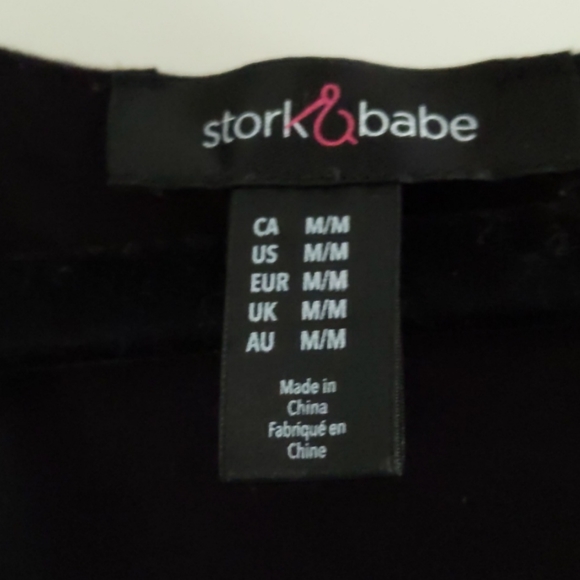 stork&babe
CA M/M
US M/M
EUR M/M
UK M/M
AU M/M
Made in
China
Fabriqué en
Chine